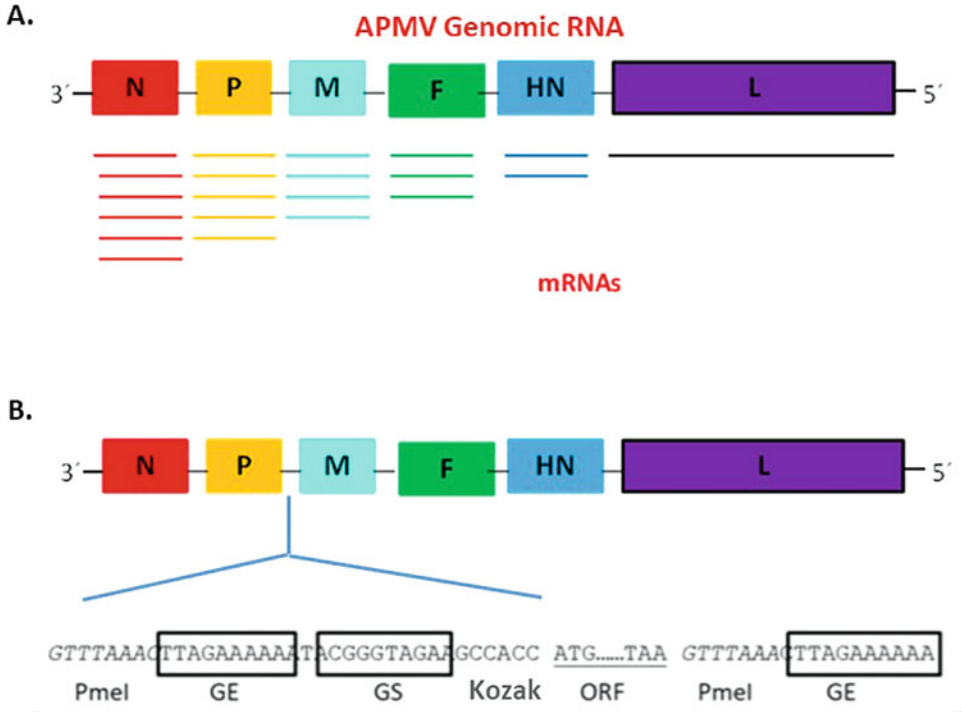 A.
APMV Genomic RNA
3´ N P M F HN L 5´
mRNAs
B.
3´ N P M F HN L 5´
GTTTAAACTTAGAAAAAATACGGGTAGAAGCCACC ATG......TAA GTTTAAACTTAGAAAAAA
PmeI GE GS Kozak ORF PmeI GE